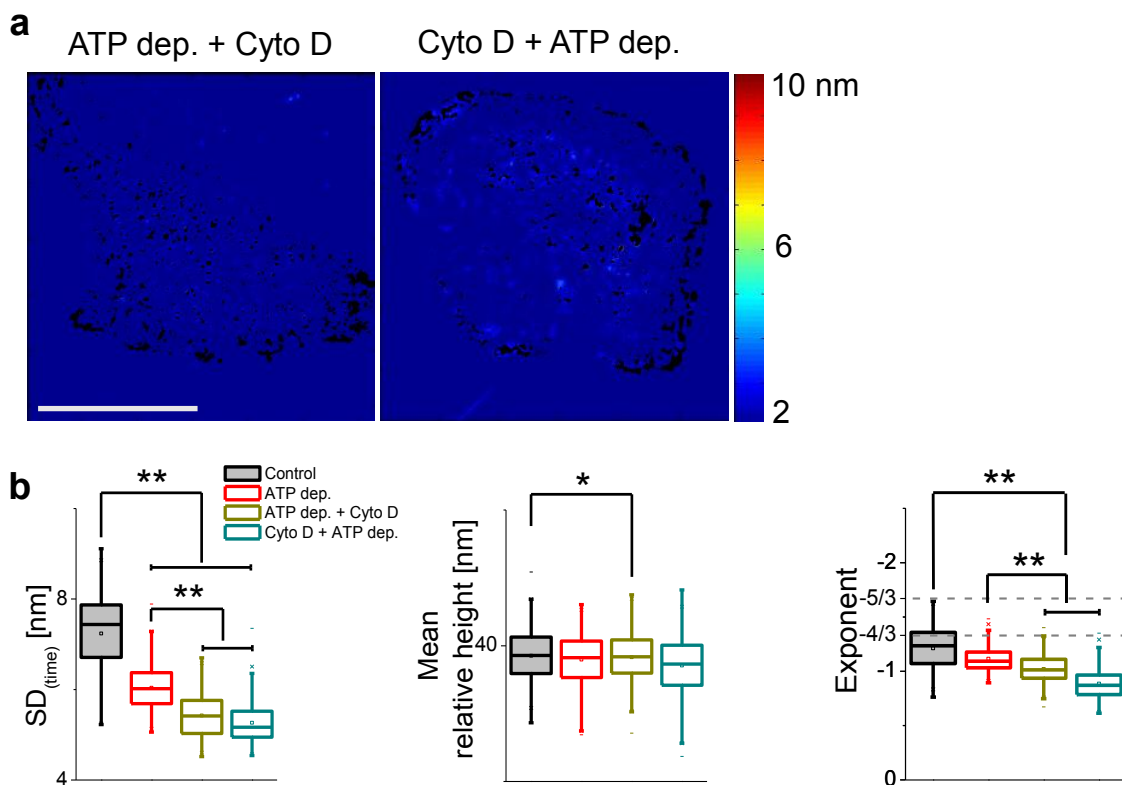 a
ATP dep. + Cyto D
Cyto D + ATP dep.
10 nm
6
2
b
**
Control
ATP dep.
ATP dep. + Cyto D
Cyto D + ATP dep.
**
SD(time) [nm]
8
4
*
Mean
relative height [nm]
40
**
**
Exponent
-2
-5/3
-4/3
-1
0